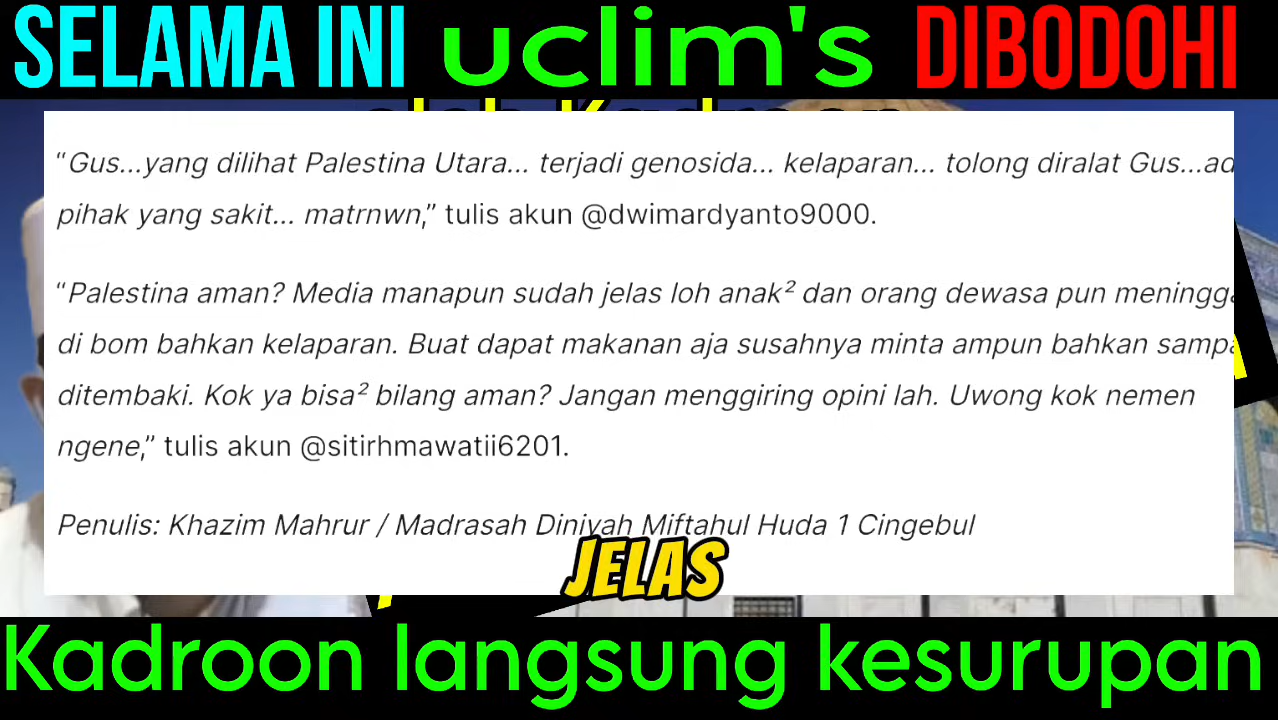 SELAMA INI uclim's DIBODOHI
“Gus...yang dilihat Palestina Utara... terjadi genosida... kelaparan... tolong diralat Gus...ad
pihak yang sakit... matrnwn,” tulis akun @dwimardyanto9000.
“Palestina aman? Media manapun sudah jelas loh anak² dan orang dewasa pun meningga
di bom bahkan kelaparan. Buat dapat makanan aja susahnya minta ampun bahkan sampa
ditembaki. Kok ya bisa² bilang aman? Jangan menggiring opini lah. Uwong kok nemen
ngene,” tulis akun @sitirhmawatii6201.
Penulis: Khazim Mahrur / Madrasah Diniyah Miftahul Huda 1 Cingebul
JELAS
Kadroon langsung kesurupan